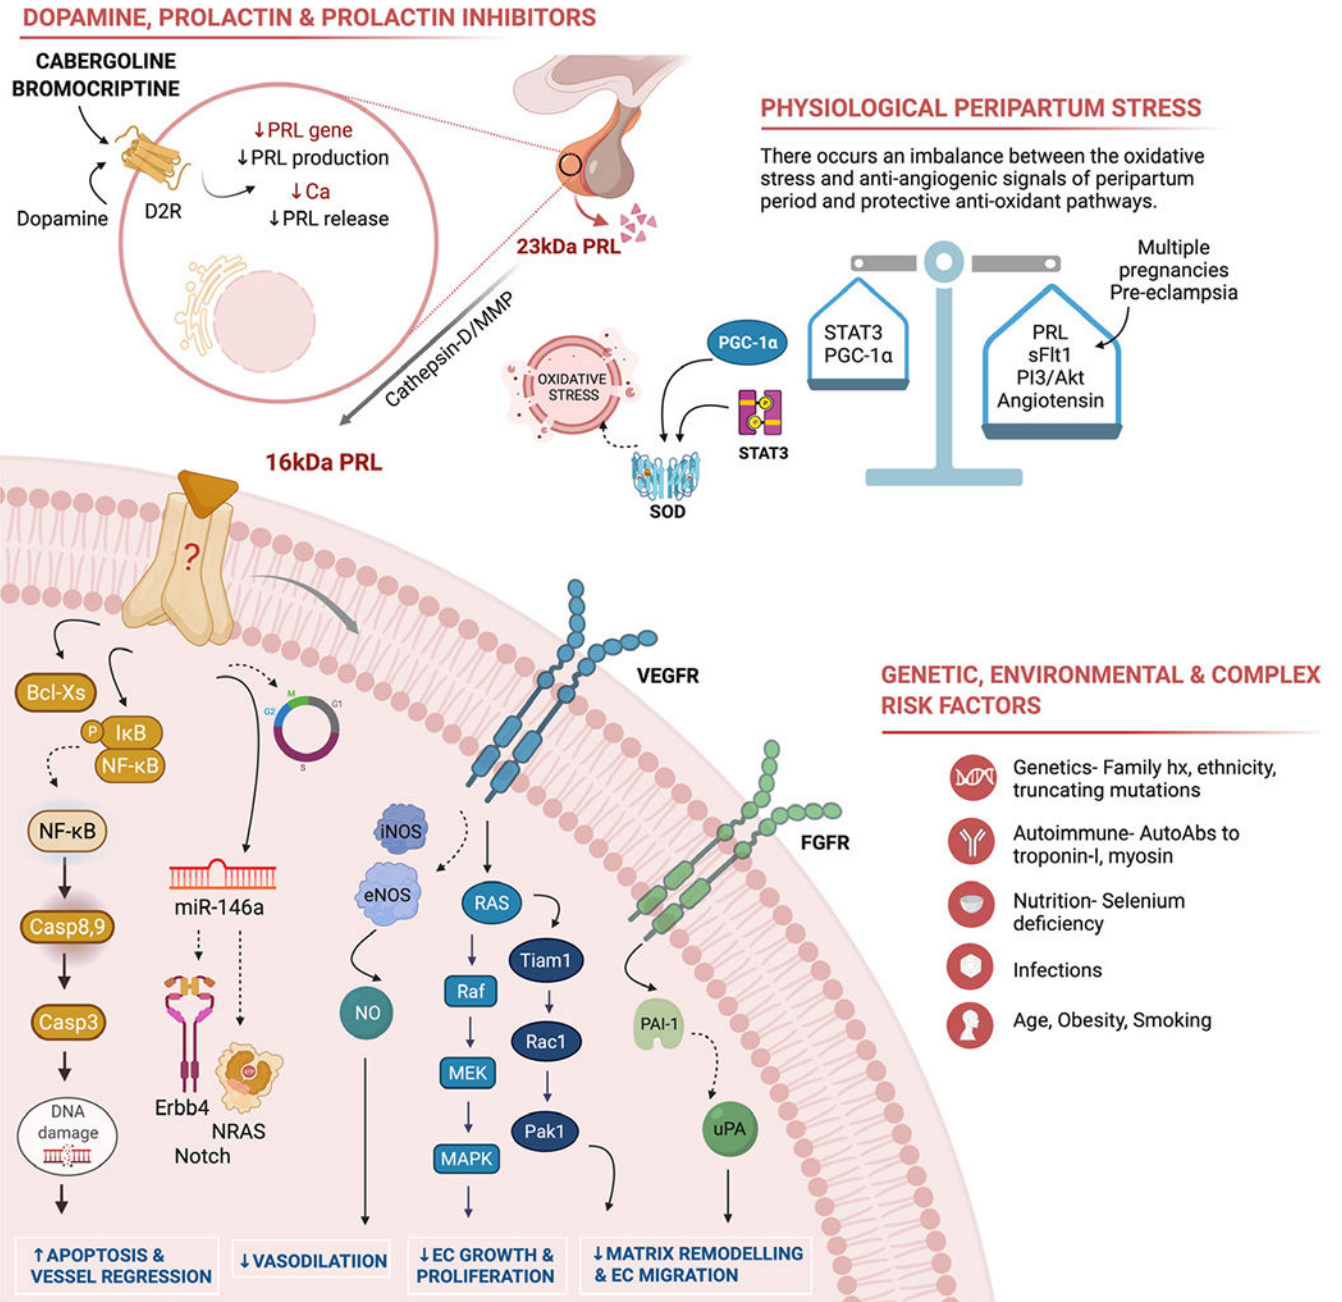 DOPAMINE, PROLACTIN & PROLACTIN INHIBITORS
CABERGOLINE
BROMOCRIPTINE
Dopamine
D2R
↓PRL gene
↓PRL production
↓Ca
↓PRL release
23kDa PRL
Cathepsin-D/MMP
16kDa PRL
PHYSIOLOGICAL PERIPARTUM STRESS
There occurs an imbalance between the oxidative
stress and anti-angiogenic signals of peripartum
period and protective anti-oxidant pathways.
Multiple
pregnancies
Pre-eclampsia
STAT3
PGC-1α
PRL
sFlt1
PI3/Akt
Angiotensin
OXIDATIVE
STRESS
PGC-1α
P
P
STAT3
SOD
?
Bcl-Xs
P
IκB
NF-κB
NF-κB
Casp8,9
Casp3
DNA
damage
M
G1
G2
S
miR-146a
Erbb4
GTP
NRAS
Notch
VEGFR
iNOS
eNOS
NO
RAS
Raf
MEK
MAPK
Tiam1
Rac1
Pak1
FGFR
PAI-1
uPA
↑APOPTOSIS &
VESSEL REGRESSION
↓VASODILATIION
↓EC GROWTH &
PROLIFERATION
↓MATRIX REMODELLING
& EC MIGRATION
GENETIC, ENVIRONMENTAL & COMPLEX
RISK FACTORS
Genetics- Family hx, ethnicity,
truncating mutations
Autoimmune- AutoAbs to
troponin-I, myosin
Nutrition- Selenium
deficiency
Infections
Age, Obesity, Smoking